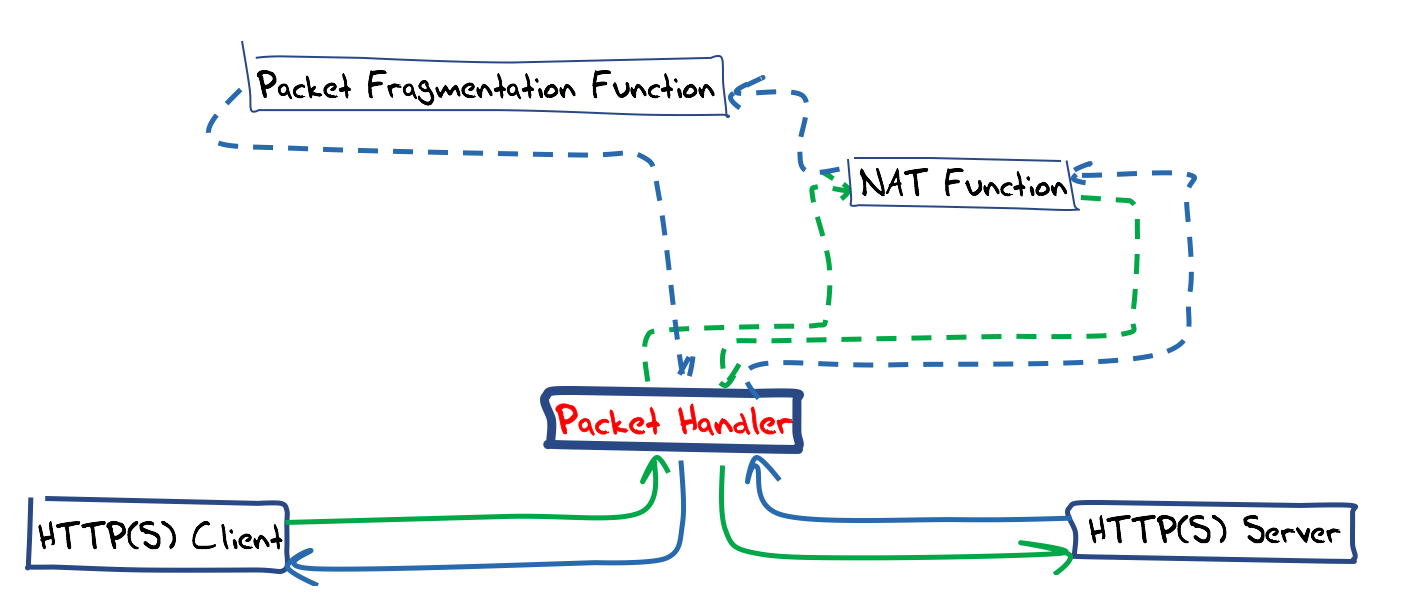 Packet Fragmentation Function
NAT Function
Packet Handler
HTTP(S) Client
HTTP(S) Server